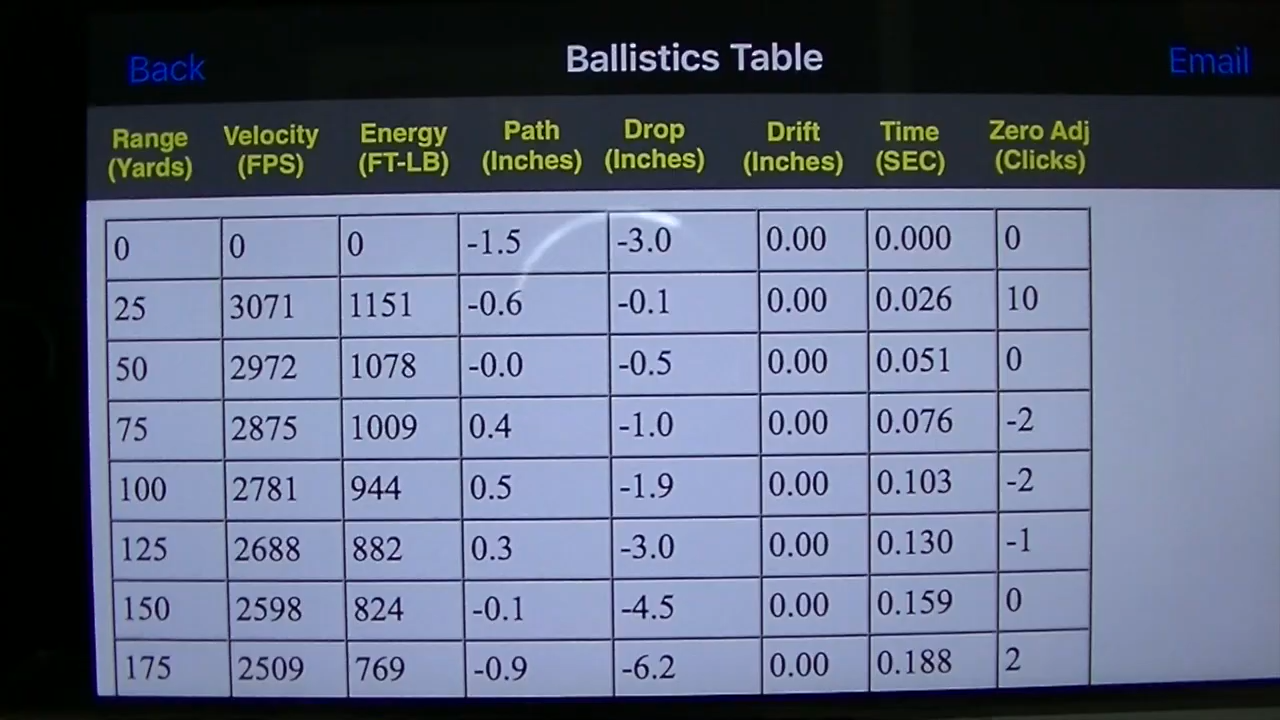 Back Ballistics Table Email
Range Velocity Energy Path Drop Drift Time Zero Adj
(Yards) (FPS) (FT-LB) (Inches) (Inches) (Inches) (SEC) (Clicks)
0 0 0 -1.5 -3.0 0.00 0.000 0
25 3071 1151 -0.6 -0.1 0.00 0.026 10
50 2972 1078 -0.0 -0.5 0.00 0.051 0
75 2875 1009 0.4 -1.0 0.00 0.076 -2
100 2781 944 0.5 -1.9 0.00 0.103 -2
125 2688 882 0.3 -3.0 0.00 0.130 -1
150 2598 824 -0.1 -4.5 0.00 0.159 0
175 2509 769 -0.9 -6.2 0.00 0.188 2